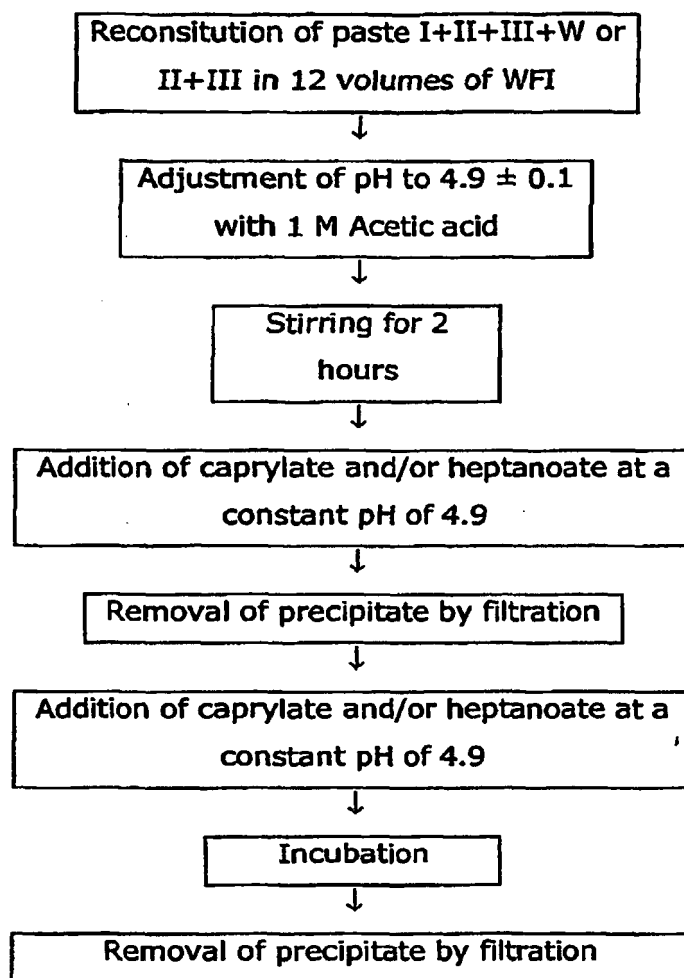 Reconsitution of paste I+II+III+W or
II+III in 12 volumes of WFI
↓
Adjustment of pH to 4.9 ± 0.1
with 1 M Acetic acid
↓
Stirring for 2
hours
↓
Addition of caprylate and/or heptanoate at a
constant pH of 4.9
↓
Removal of precipitate by filtration
↓
Addition of caprylate and/or heptanoate at a
constant pH of 4.9
↓
Incubation
↓
Removal of precipitate by filtration